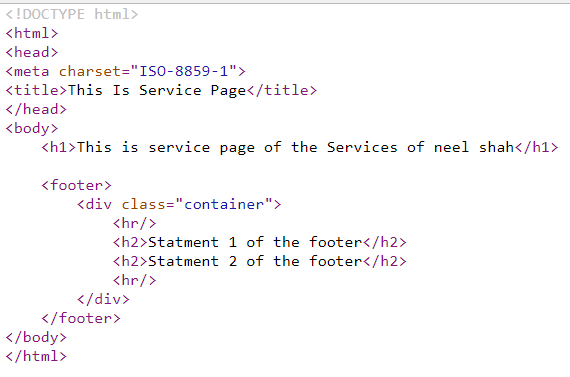 <!DOCTYPE html>
<html>
<head>
<meta charset="ISO-8859-1">
<title>This Is Service Page</title>
</head>
<body>
    <h1>This is service page of the Services of neel shah</h1>

    <footer>
        <div class="container">
            <hr/>
            <h2>Statment 1 of the footer</h2>
            <h2>Statment 2 of the footer</h2>
            <hr/>
        </div>
    </footer>
</body>
</html>